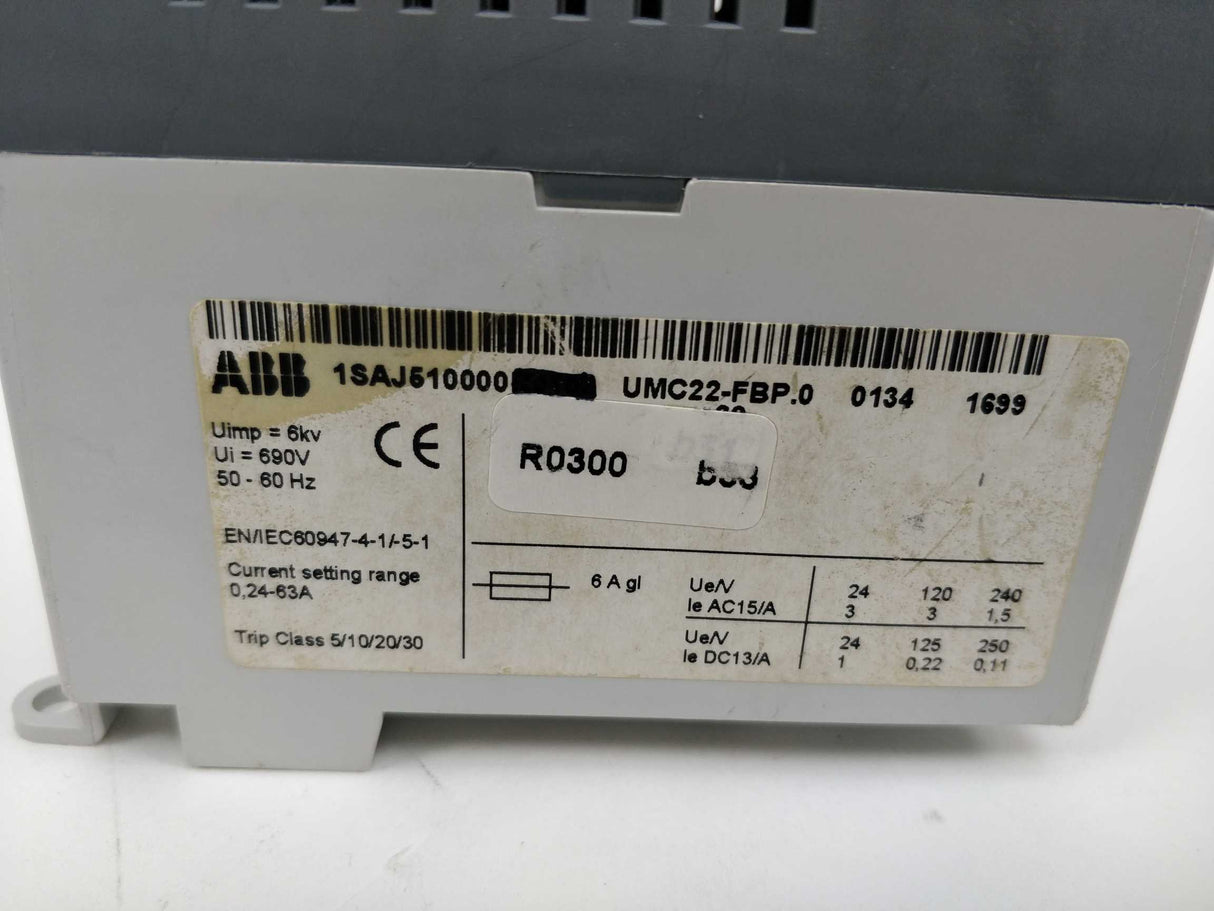 ABB 1SAJ510000 UMC22-FBP.0 0134 1699
Uimp = 6kv
Ui = 690V
50 - 60 Hz
CE
R0300
EN/IEC60947-4-1/-5-1
Current setting range
0,24-63A
Trip Class 5/10/20/30
6 A gl
Ue/V 24 120 240
Ie AC15/A 3 3 1,5
Ue/V 24 125 250
Ie DC13/A 1 0,22 0,11